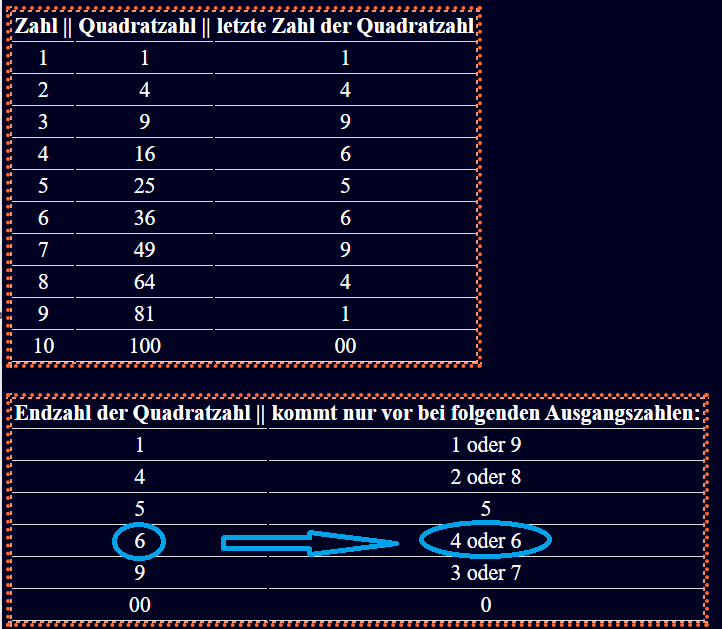 Zahl || Quadratzahl || letzte Zahl der Quadratzahl
1 1 1
2 4 4
3 9 9
4 16 6
5 25 5
6 36 6
7 49 9
8 64 4
9 81 1
10 100 00
Endzahl der Quadratzahl || kommt nur vor bei folgenden Ausgangszahlen:
1 1 oder 9
4 2 oder 8
5 5
6 4 oder 6
9 3 oder 7
00 0